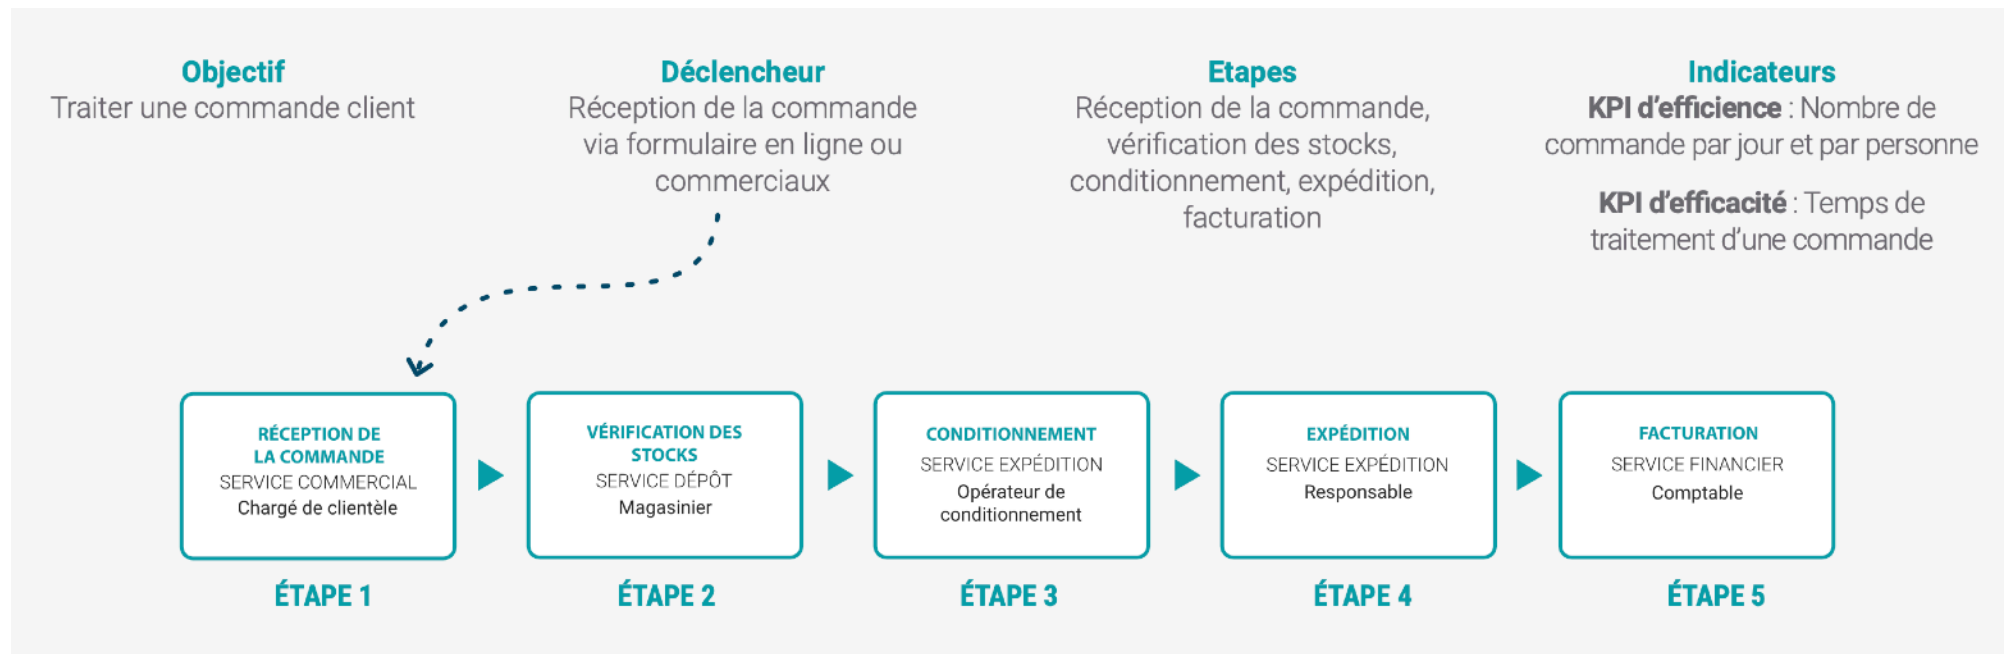 Objectif
Traiter une commande client
Déclencheur
Réception de la commande
via formulaire en ligne ou
commerciaux
Etapes
Réception de la commande,
vérification des stocks,
conditionnement, expédition,
facturation
Indicateurs
KPI d'efficience : Nombre de
commande par jour et par personne
KPI d'efficacité : Temps de
traitement d'une commande
RÉCEPTION DE
LA COMMANDE
SERVICE COMMERCIAL
Chargé de clientèle
VÉRIFICATION DES
STOCKS
SERVICE DÉPÔT
Magasinier
CONDITIONNEMENT
SERVICE EXPÉDITION
Opérateur de
conditionnement
EXPÉDITION
SERVICE EXPÉDITION
Responsable
FACTURATION
SERVICE FINANCIER
Comptable
ÉTAPE 1
ÉTAPE 2
ÉTAPE 3
ÉTAPE 4
ÉTAPE 5